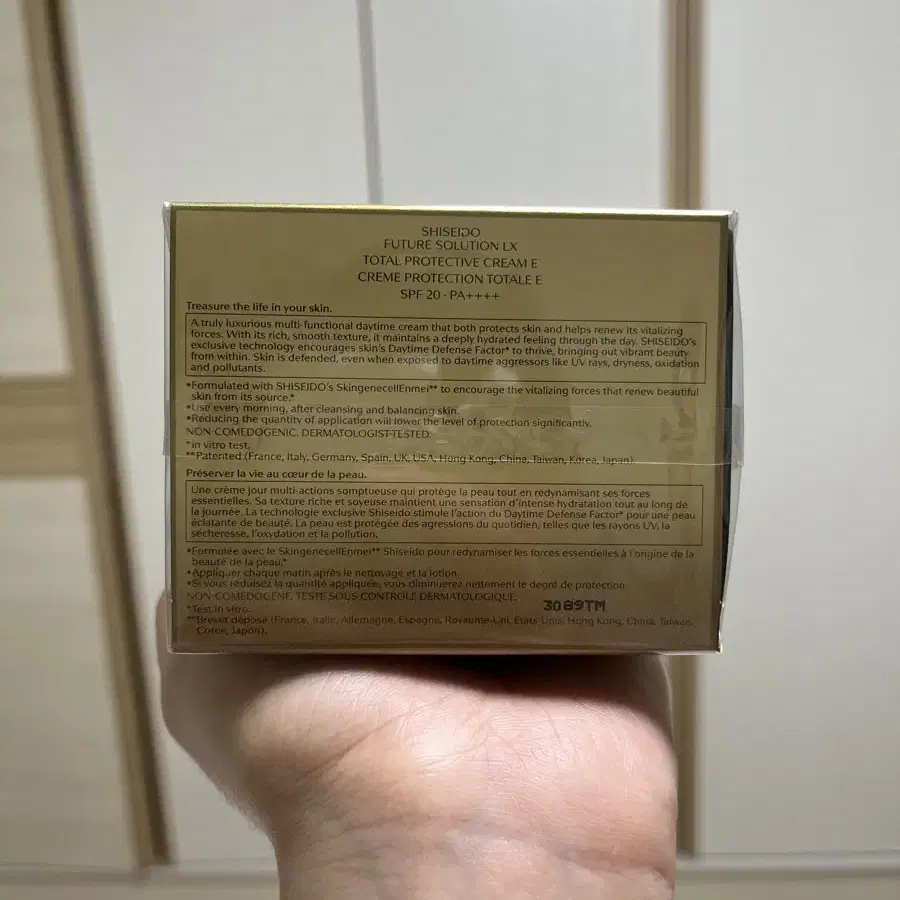 SHISEIDO
FUTURE SOLUTION LX
TOTAL PROTECTIVE CREAM E
CREME PROTECTION TOTALE E
SPF 20 · PA++++
Treasure the life in your skin.
A truly luxurious multi-functional daytime cream that both protects skin and helps renew its vitalizing
forces. With its rich, smooth texture, it maintains a deeply hydrated feeling through the day. SHISEIDO's
exclusive technology encourages skin's Daytime Defense Factor* to thrive, bringing out vibrant beauty
from within. Skin is defended, even when exposed to daytime aggressors like UV rays, dryness, oxidation
and pollutants.
•Formulated with SHISEIDO's SkingenecellEnmei** to encourage the vitalizing forces that renew beautiful
skin from its source.*
•Use every morning, after cleansing and balancing skin.
•Reducing the quantity of application will lower the level of protection significantly.
NON-COMEDOGENIC. DERMATOLOGIST-TESTED.
*in vitro test.
**Patented (France, Italy, Germany, Spain, UK, USA, Hong Kong, China, Taiwan, Korea, Japan)
Préserver la vie au cœur de la peau.
Une crème jour multi-actions somptueuse qui protège la peau tout en redynamisant ses forces
essentielles. Sa texture riche et soyeuse maintient une sensation d'intense hydratation tout au long de
la journée. La technologie exclusive Shiseido stimule l'action du Daytime Defense Factor* pour une peau
éclatante de beauté. La peau est protégée des agressions du quotidien, telles que les rayons UV, la
sécheresse, l'oxydation et la pollution.
•Formulée avec le SkingenecellEnmei** Shiseido pour redynamiser les forces essentielles à l'origine de la
beauté de la peau.*
•Appliquer chaque matin après le nettoyage et la lotion.
•Si vous réduisez la quantité appliquée, vous diminuerez nettement le degré de protection.
NON-COMEDOGENE. TESTE SOUS CONTROLE DERMATOLOGIQUE.
3089TM
*Test in vitro.
**Brevet déposé (France, Italie, Allemagne, Espagne, Royaume-Uni, Etats-Unis, Hong Kong, China, Taiwan,
Coree, Japan).